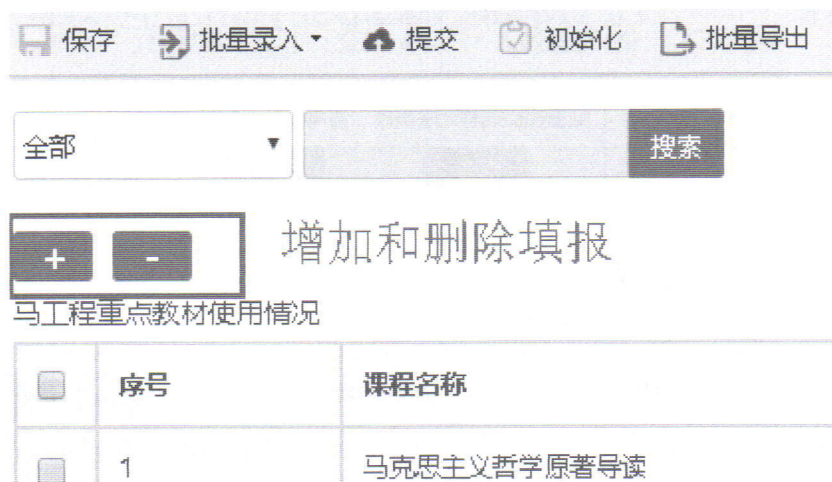 保存 批量录入 提交 初始化 批量导出
全部 搜索
+ - 增加和删除填报
马工程重点教材使用情况
序号 课程名称
1 马克思主义哲学原著导读